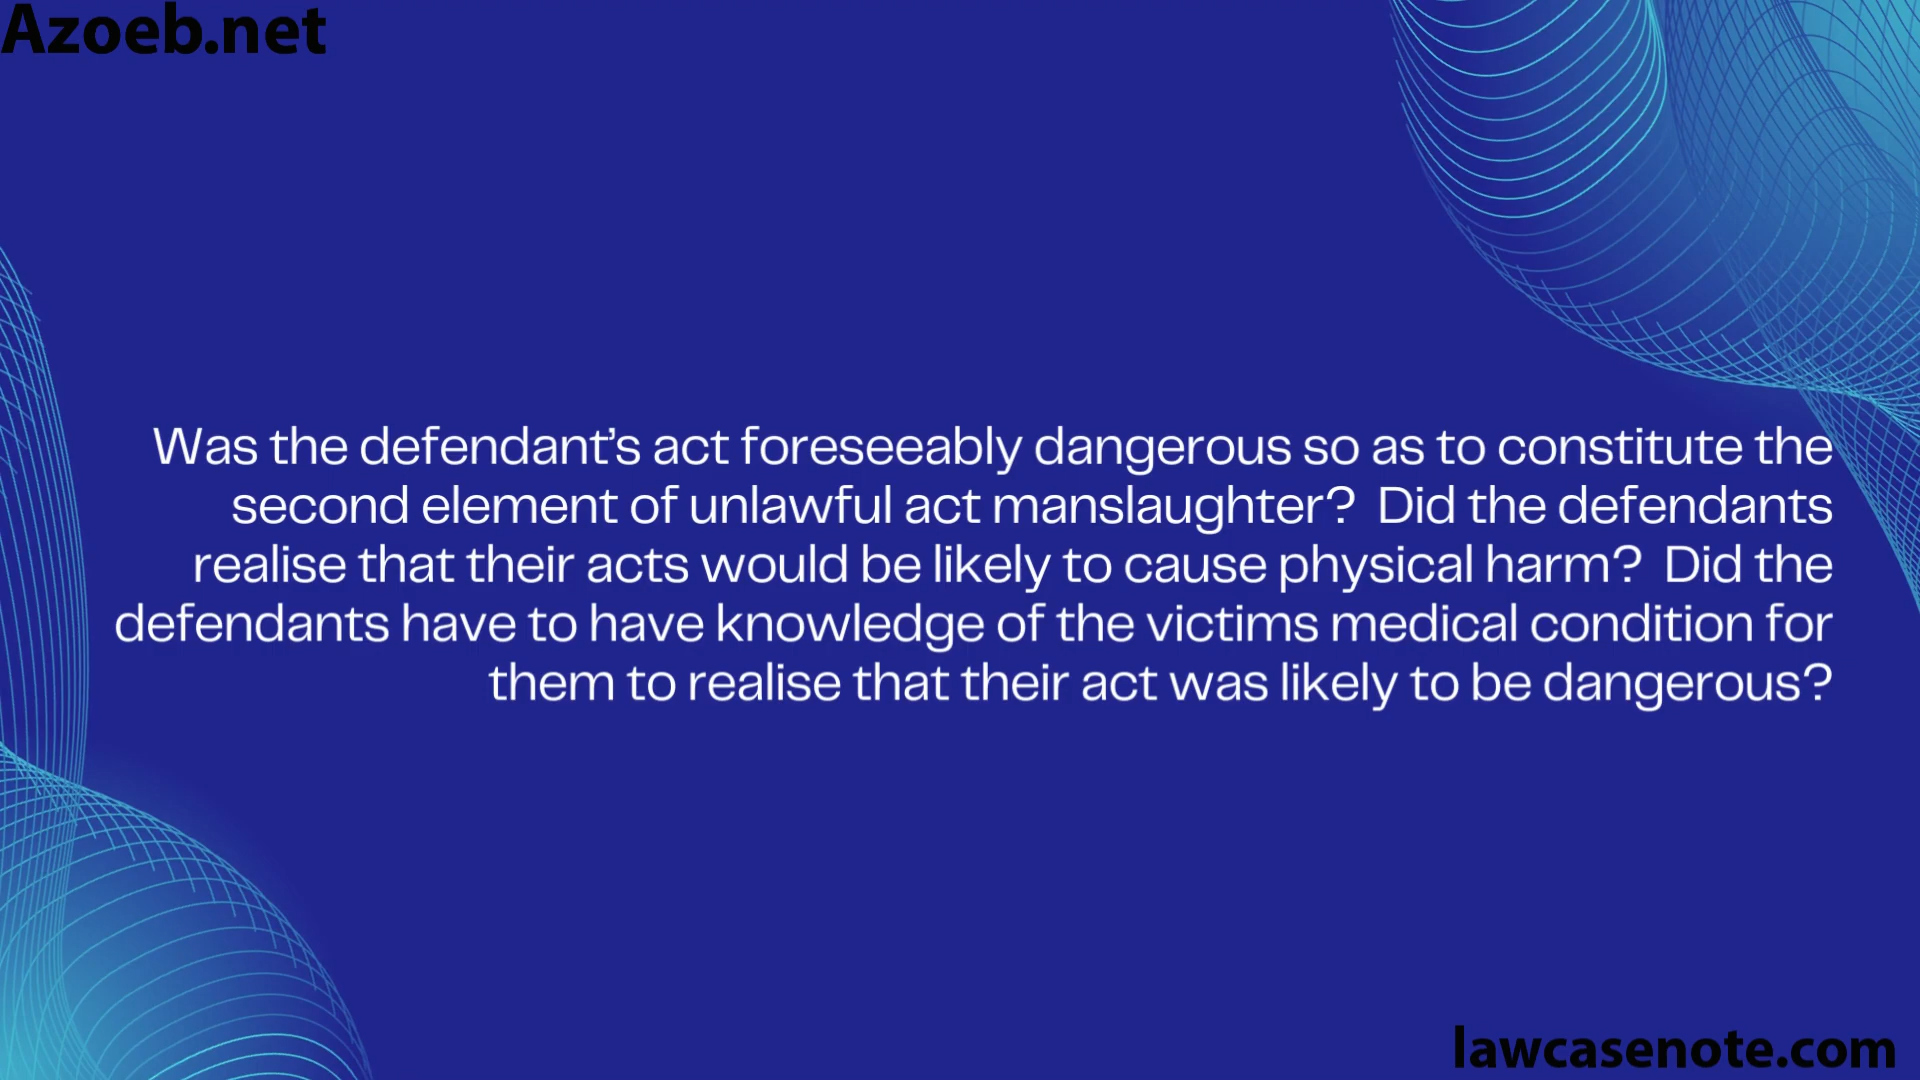 Azoeb.net
Was the defendant's act foreseeably dangerous so as to constitute the
second element of unlawful act manslaughter?  Did the defendants
realise that their acts would be likely to cause physical harm?  Did the
defendants have to have knowledge of the victims medical condition for
them to realise that their act was likely to be dangerous?
lawcasenote.com